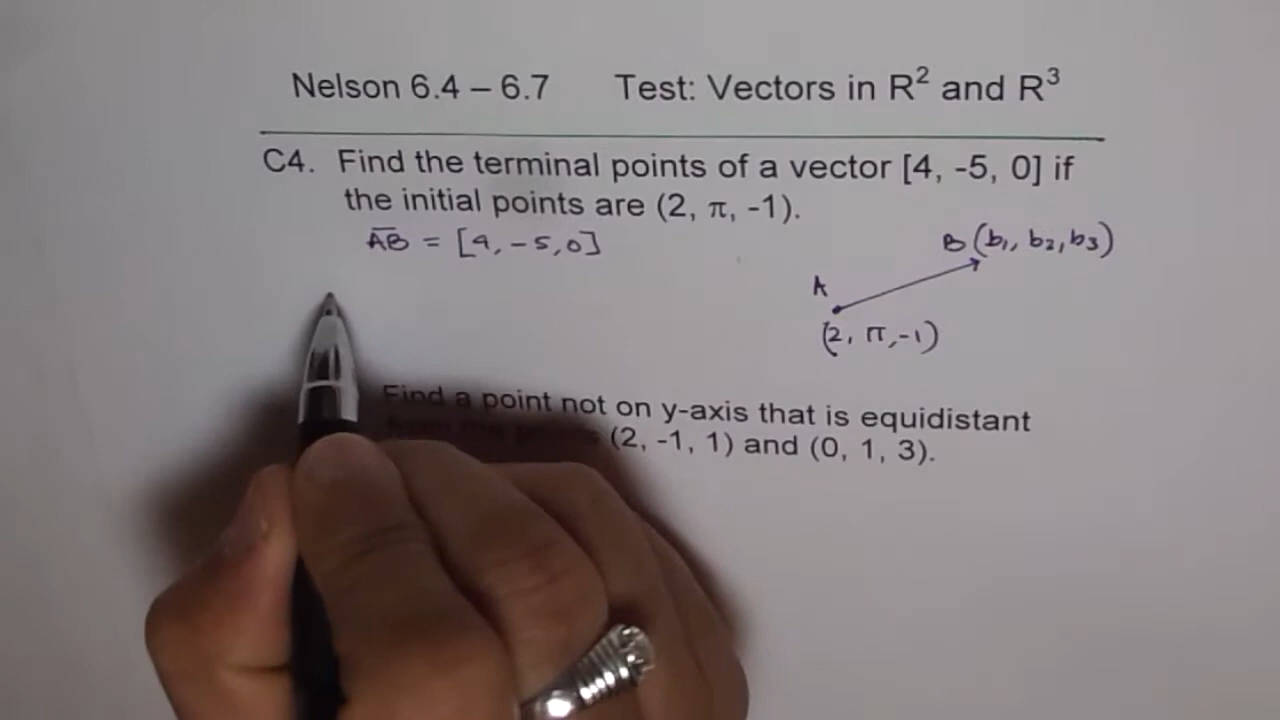 Nelson 6.4 – 6.7 Test: Vectors in R² and R³
C4. Find the terminal points of a vector [4, -5, 0] if
the initial points are (2, π, -1).
AB = [4, -5, 0]
B (b₁, b₂, b₃)
A
(2, π, -1)
Find a point not on y-axis that is equidistant
(2, -1, 1) and (0, 1, 3).